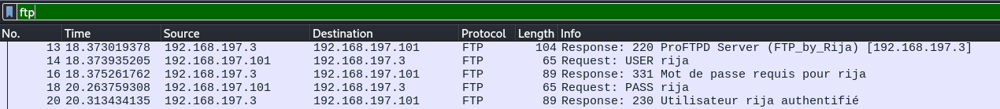 ftp
No. Time Source Destination Protocol Length Info
13 18.373019378 192.168.197.3 192.168.197.101 FTP 104 Response: 220 ProFTPD Server (FTP_by_Rija) [192.168.197.3]
14 18.373935205 192.168.197.101 192.168.197.3 FTP 65 Request: USER rija
16 18.375261762 192.168.197.3 192.168.197.101 FTP 89 Response: 331 Mot de passe requis pour rija
18 20.263759308 192.168.197.101 192.168.197.3 FTP 65 Request: PASS rija
20 20.313434135 192.168.197.3 192.168.197.101 FTP 89 Response: 230 Utilisateur rija authentifié